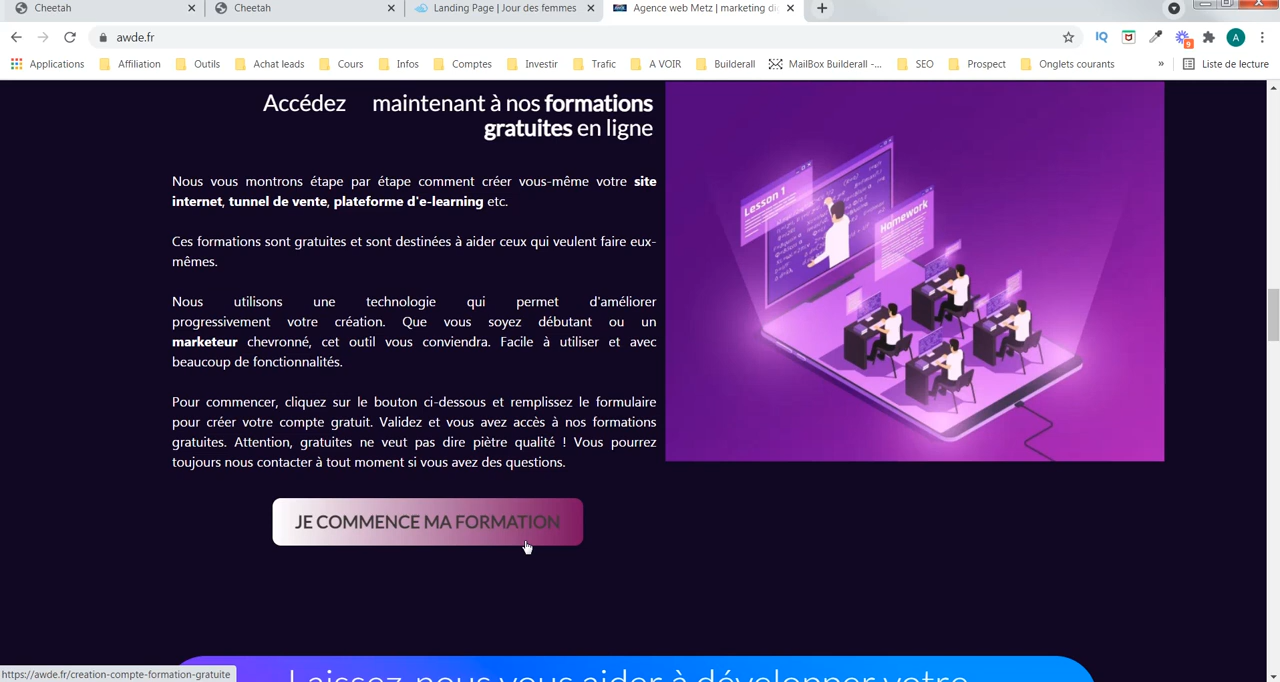 Cheetah
Cheetah
Landing Page | Jour des femmes
Agence web Metz | marketing di
awde.fr
IQ
9
A
Applications
Affiliation
Outils
Achat leads
Cours
Infos
Comptes
Investir
Trafic
A VOIR
Builderall
MailBox Builderall -...
SEO
Prospect
Onglets courants
»
Liste de lecture
Accédez maintenant à nos formations
gratuites en ligne
Nous vous montrons étape par étape comment créer vous-même votre site
internet, tunnel de vente, plateforme d'e-learning etc.
Ces formations sont gratuites et sont destinées à aider ceux qui veulent faire eux-
mêmes.
Nous utilisons une technologie qui permet d'améliorer
progressivement votre création. Que vous soyez débutant ou un
marketeur chevronné, cet outil vous conviendra. Facile à utiliser et avec
beaucoup de fonctionnalités.
Pour commencer, cliquez sur le bouton ci-dessous et remplissez le formulaire
pour créer votre compte gratuit. Validez et vous avez accès à nos formations
gratuites. Attention, gratuites ne veut pas dire piètre qualité ! Vous pourrez
toujours nous contacter à tout moment si vous avez des questions.
Lesson 1
Homework
JE COMMENCE MA FORMATION
Laissez-nous vous aider à développer votre
https://awde.fr/creation-compte-formation-gratuite